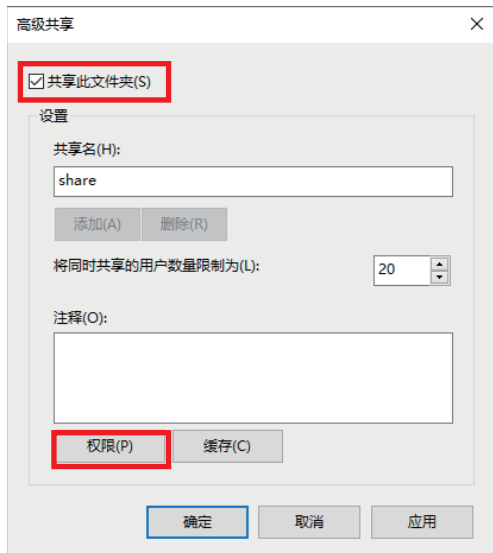 高级共享
共享此文件夹(S)
设置
共享名(H):
share
添加(A) 删除(R)
将同时共享的用户数量限制为(L): 20
注释(O):
权限(P) 缓存(C)
确定 取消 应用